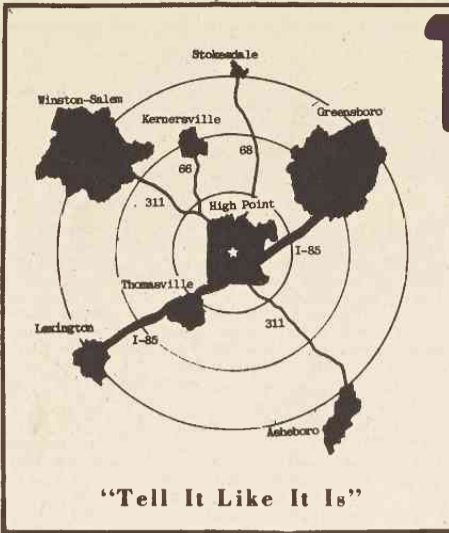 Stokesdale
Winston-Salem
Greensboro
Kernersville
68
66
311
High Point
I-85
Thomasville
Lexington
311
I-85
Asheboro
"Tell It Like It Is"